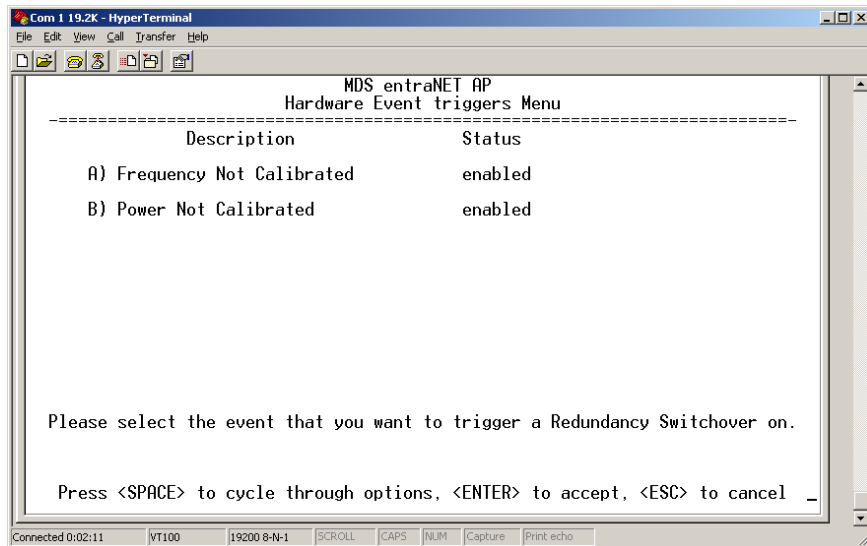 Com 1 19.2K - HyperTerminal
File Edit View Call Transfer Help
MDS entraNET AP
Hardware Event triggers Menu
-==========================================================================-
Description Status
A) Frequency Not Calibrated enabled
B) Power Not Calibrated enabled
Please select the event that you want to trigger a Redundancy Switchover on.
Press <SPACE> to cycle through options, <ENTER> to accept, <ESC> to cancel _
Connected 0:02:11 VT100 19200 8-N-1 SCROLL CAPS NUM Capture Print echo